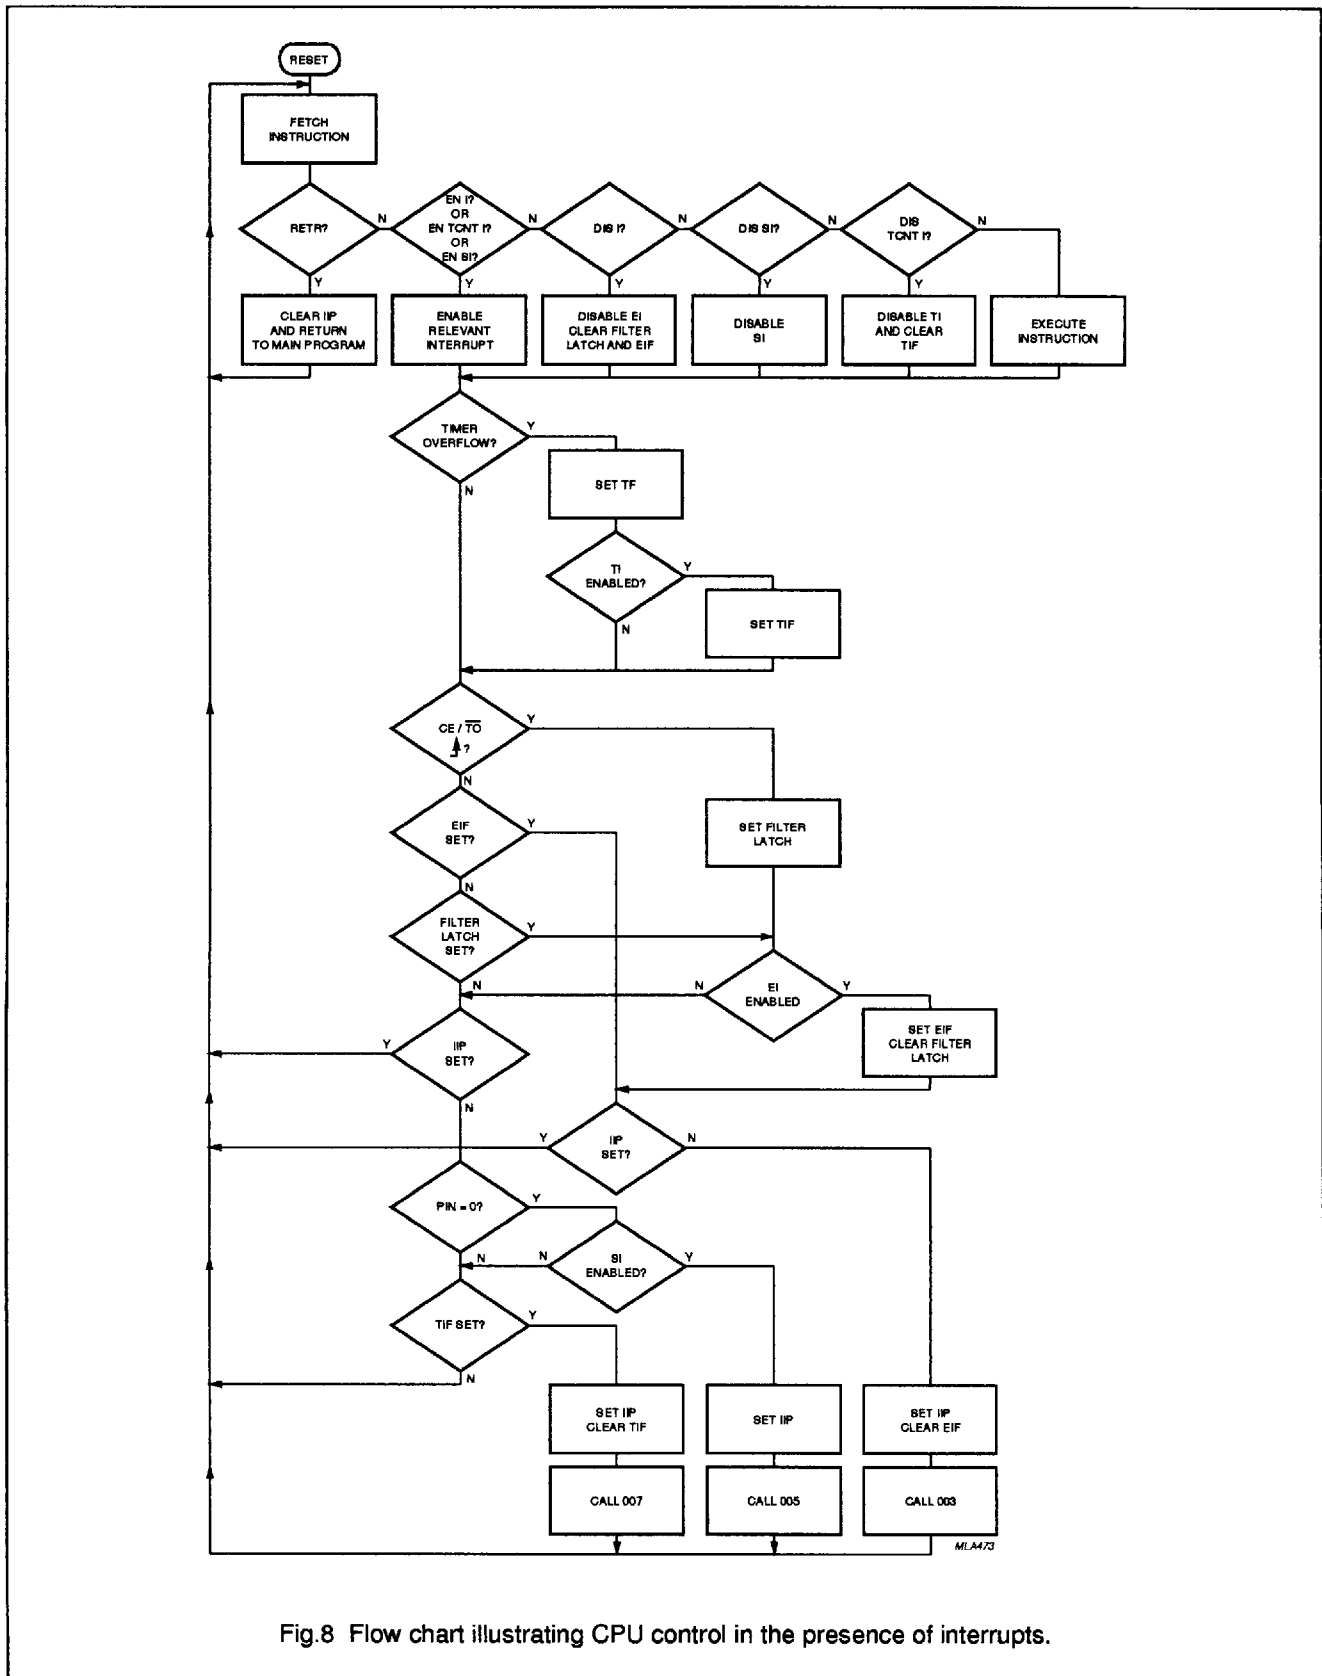 RESET
FETCH
INSTRUCTION
RETR?
N
Y
EN I?
OR
EN TCNT I?
OR
EN SI?
N
Y
DIS I?
N
Y
DIS SI?
N
Y
DIS
TCNT I?
N
Y
CLEAR IIP
AND RETURN
TO MAIN PROGRAM
ENABLE
RELEVANT
INTERRUPT
DISABLE EI
CLEAR FILTER
LATCH AND EIF
DISABLE
SI
DISABLE TI
AND CLEAR
TIF
EXECUTE
INSTRUCTION
TIMER
OVERFLOW?
Y
N
SET TF
TI
ENABLED?
Y
N
SET TIF
CE / T̅O̅
?
Y
N
EIF
SET?
Y
N
SET FILTER
LATCH
FILTER
LATCH
SET?
Y
N
EI
ENABLED
N
Y
SET EIF
CLEAR FILTER
LATCH
IIP
SET?
Y
N
IIP
SET?
Y
N
PIN = 0?
Y
N
SI
ENABLED?
N
Y
TIF SET?
Y
N
SET IIP
CLEAR TIF
SET IIP
SET IIP
CLEAR EIF
CALL 007
CALL 005
CALL 003
MLA473
Fig.8 Flow chart illustrating CPU control in the presence of interrupts.